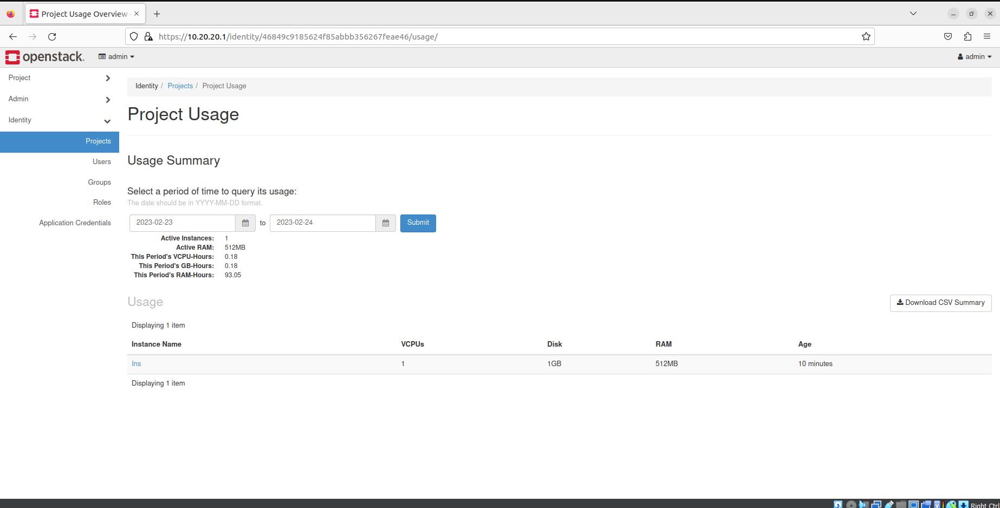 Project Usage Overview -
https://10.20.20.1/identity/46849c9185624f85abbb356267feae46/usage/
openstack. admin admin
Project
Admin
Identity
Projects
Users
Groups
Roles
Application Credentials
Identity / Projects / Project Usage
Project Usage
Usage Summary
Select a period of time to query its usage:
The date should be in YYYY-MM-DD format.
2023-02-23 to 2023-02-24 Submit
Active Instances: 1
Active RAM: 512MB
This Period's VCPU-Hours: 0.18
This Period's GB-Hours: 0.18
This Period's RAM-Hours: 93.05
Usage Download CSV Summary
Displaying 1 item
Instance Name VCPUs Disk RAM Age
Ins 1 1GB 512MB 10 minutes
Displaying 1 item
Right Ctrl